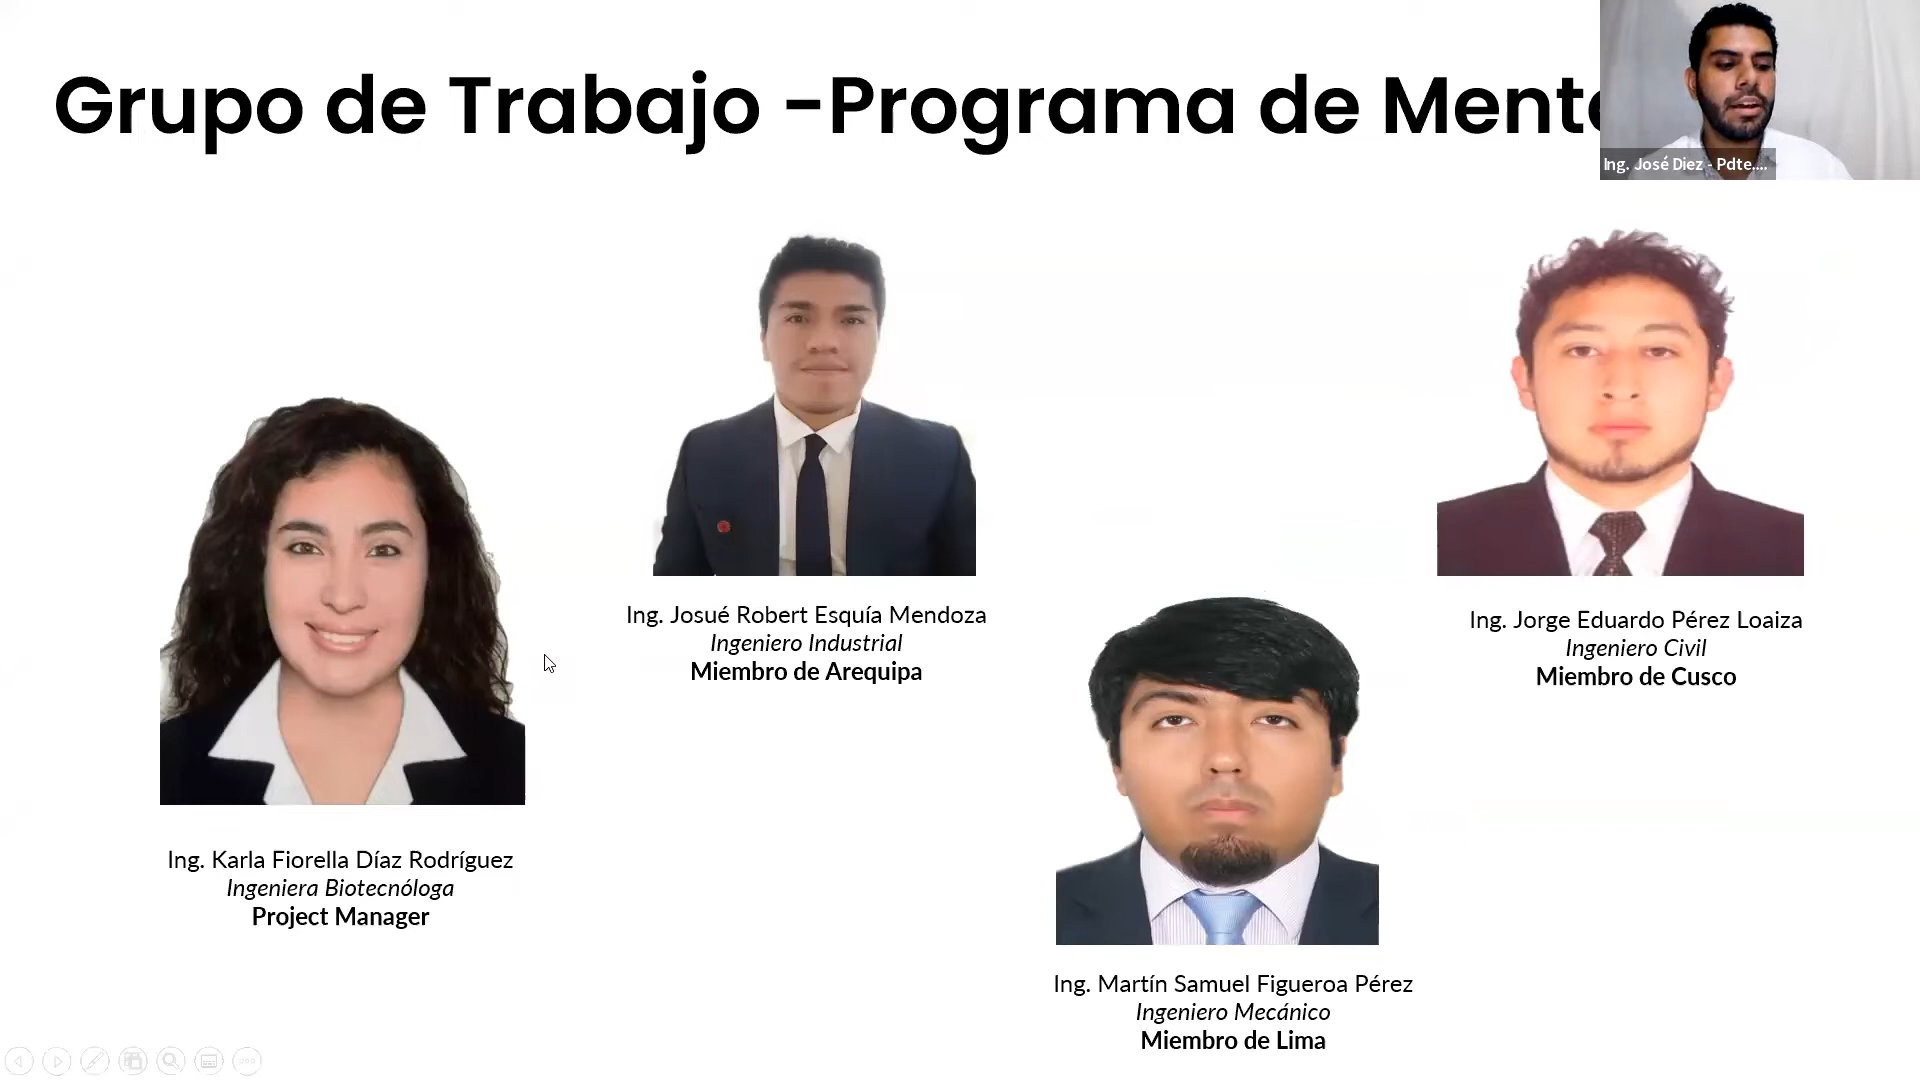 Grupo de Trabajo -Programa de Ment
Ing. José Diez - Pdte....
Ing. Josué Robert Esquía Mendoza
Ingeniero Industrial
Miembro de Arequipa
Ing. Jorge Eduardo Pérez Loaiza
Ingeniero Civil
Miembro de Cusco
Ing. Karla Fiorella Díaz Rodríguez
Ingeniera Biotecnóloga
Project Manager
Ing. Martín Samuel Figueroa Pérez
Ingeniero Mecánico
Miembro de Lima